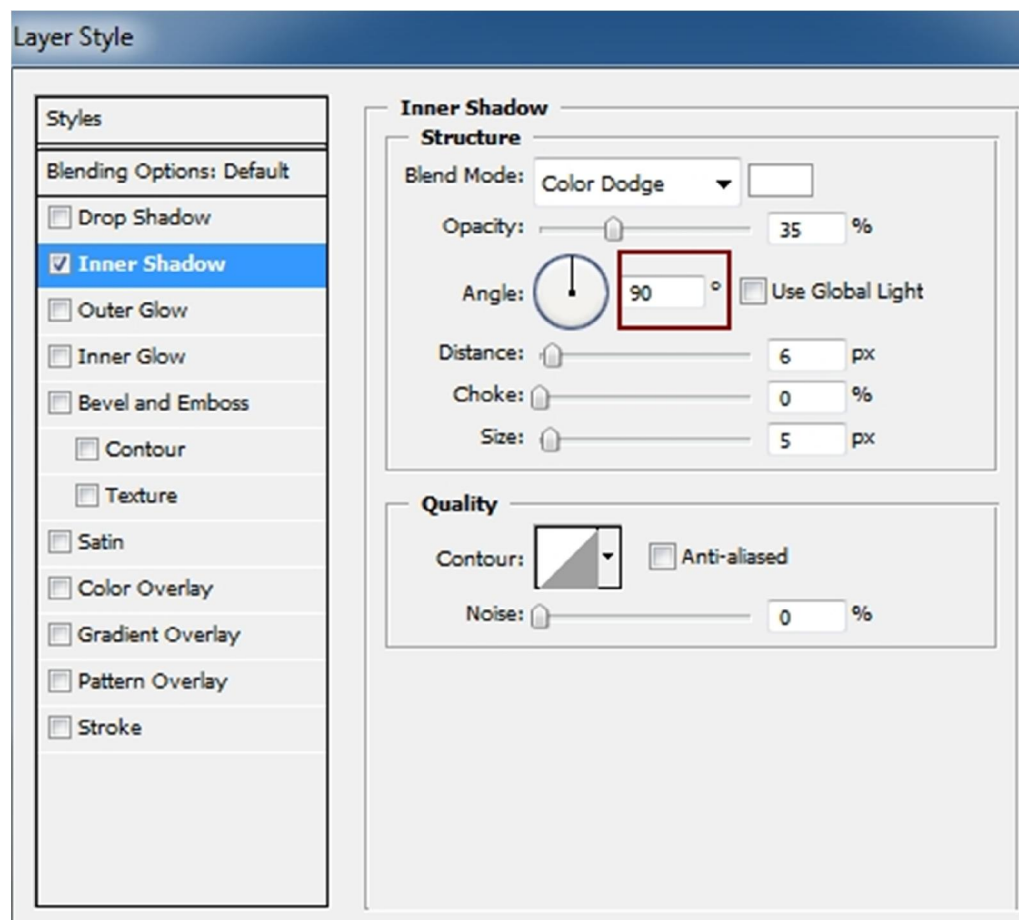 Layer Style
Styles
Blending Options: Default
Drop Shadow
Inner Shadow
Outer Glow
Inner Glow
Bevel and Emboss
Contour
Texture
Satin
Color Overlay
Gradient Overlay
Pattern Overlay
Stroke
Inner Shadow
Structure
Blend Mode: Color Dodge
Opacity: 35 %
Angle: 90 ° Use Global Light
Distance: 6 px
Choke: 0 %
Size: 5 px
Quality
Contour: Anti-aliased
Noise: 0 %